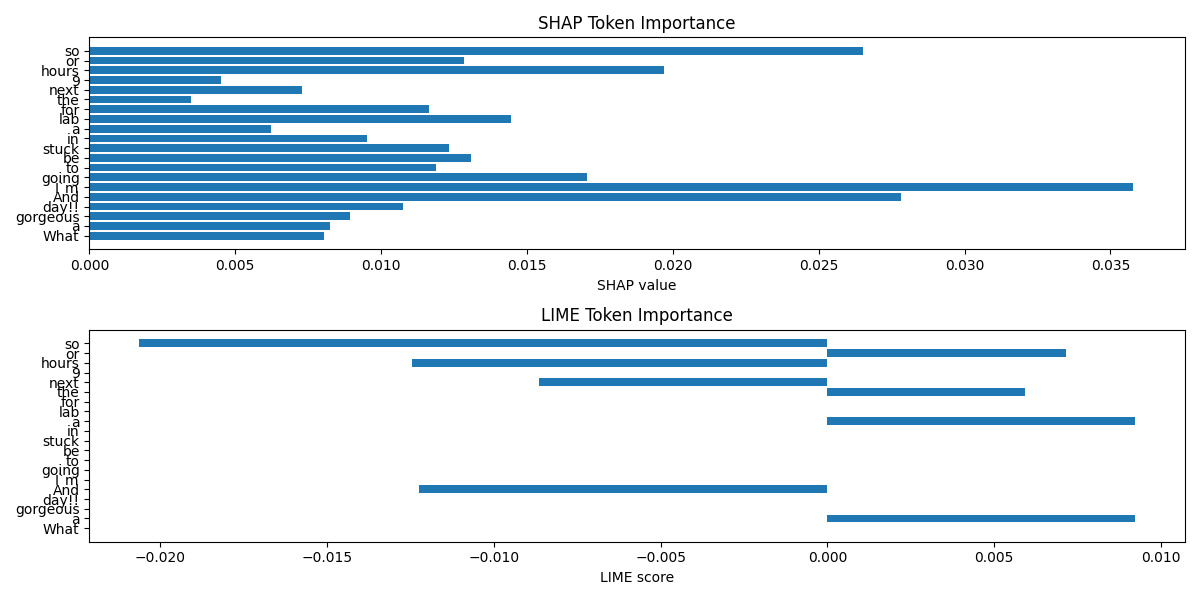 SHAP Token Importance
so
or
hours
9
next
the
for
lab
a
in
stuck
be
to
going
I'm
And
day!!
gorgeous
a
What
0.000 0.005 0.010 0.015 0.020 0.025 0.030 0.035
SHAP value
LIME Token Importance
so
or
hours
9
next
the
for
lab
a
in
stuck
be
to
going
I'm
And
day!!
gorgeous
a
What
−0.020 −0.015 −0.010 −0.005 0.000 0.005 0.010
LIME score